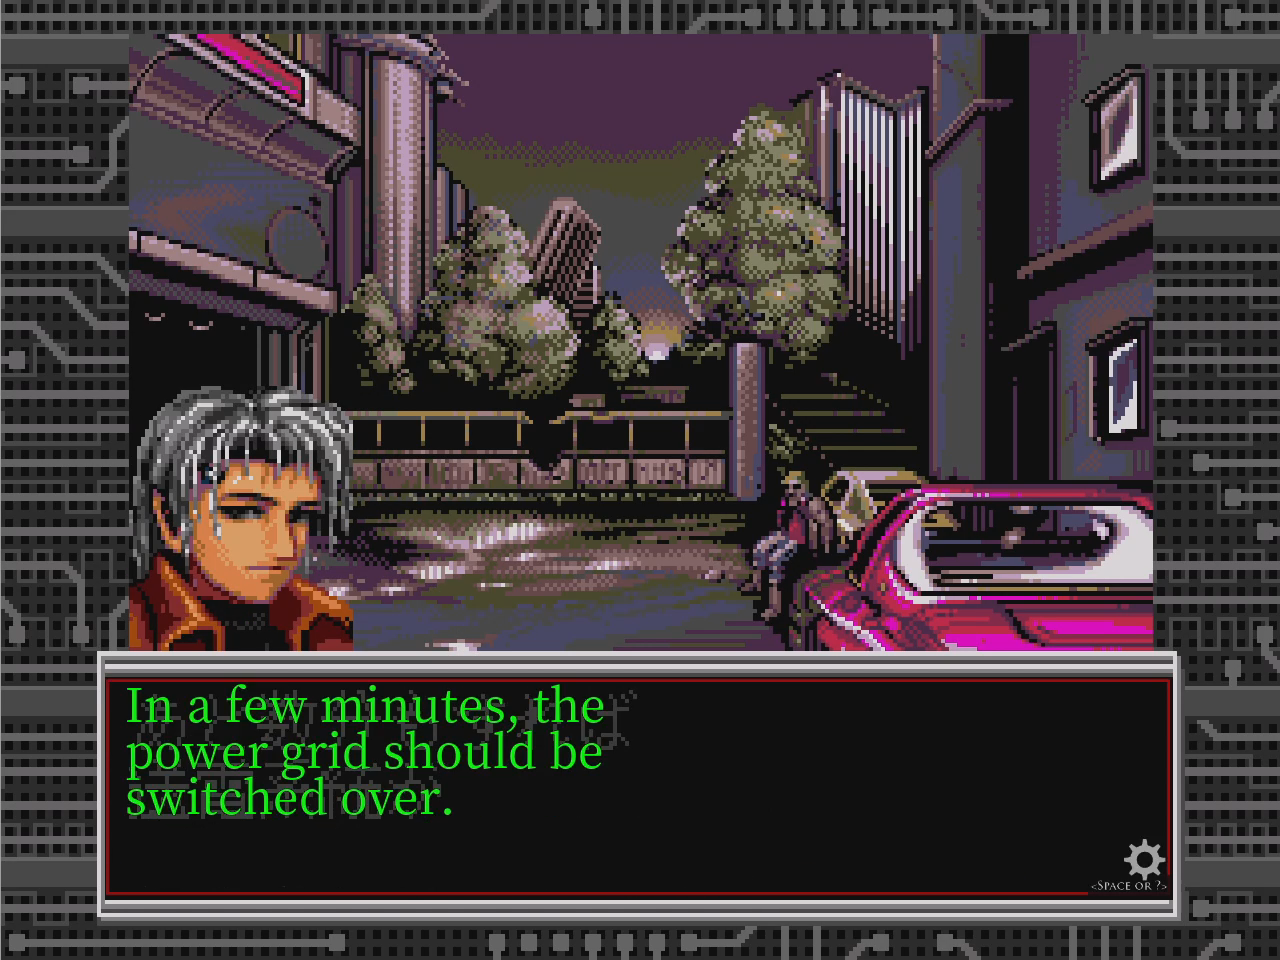 In a few minutes, the
power grid should be
switched over.
<SPACE OR ?>